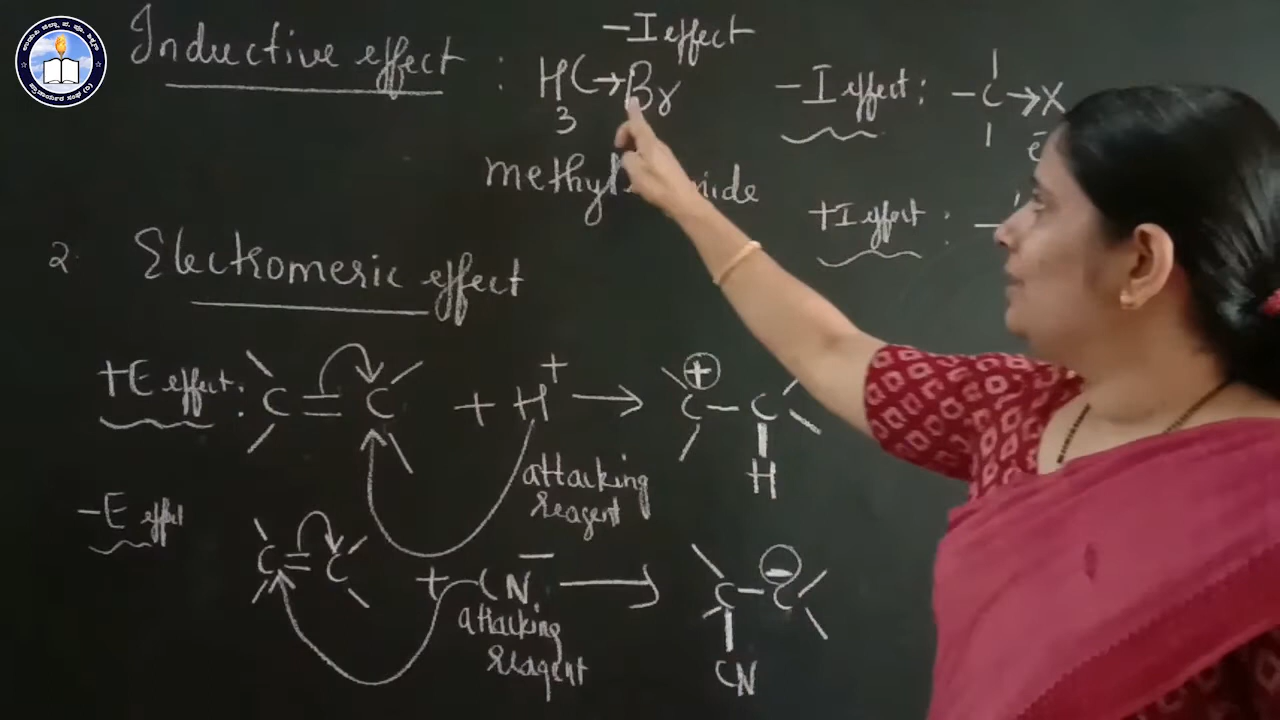 Inductive effect : H3C→Br
−I effect
−I effect : −C→X
e−
methyl
+I effect : −
2. Electromeric effect
+E effect : C=C + H+ → C−C
+
H
attacking
reagent
−E effect
C=C + CN− → C−C
−
CN
attacking
reagent